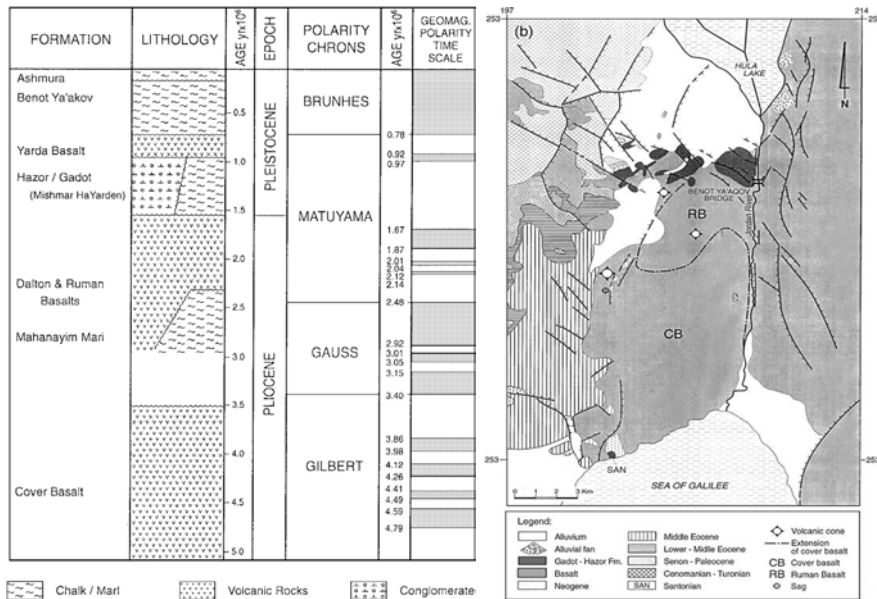 FORMATION
LITHOLOGY
AGE yrx10⁶
EPOCH
POLARITY
CHRONS
AGE yrx10⁶
GEOMAG.
POLARITY
TIME
SCALE
Ashmura
Benot Ya'akov
Yarda Basalt
Hazor / Gadot
(Mishmar HaYarden)
Dalton & Ruman
Basalts
Mahanayim Marl
Cover Basalt
0.5
1.0
1.5
2.0
2.5
3.0
3.5
4.0
4.5
5.0
PLEISTOCENE
PLIOCENE
BRUNHES
MATUYAMA
GAUSS
GILBERT
0.78
0.92
0.97
1.67
1.87
2.01
2.04
2.12
2.14
2.48
2.92
3.01
3.05
3.15
3.40
3.86
3.98
4.12
4.26
4.41
4.49
4.59
4.79
Chalk / Marl
Volcanic Rocks
Conglomerate
197
214
253
(b)
HULA
LAKE
N
BENOT YA'AQOV
BRIDGE
RB
Jordan River
CB
253
SAN
SEA OF GALILEE
0 1 2 3 Km
Legend:
Alluvium
Alluvial fan
Gadot - Hazor Fm.
Basalt
Neogene
Middle Eocene
Lower - Midlle Eocene
Senon - Paleocene
Cenomanian - Turonian
SAN Santonian
Volcanic cone
Extension
of cover basalt
CB Cover basalt
RB Ruman Basalt
Sag